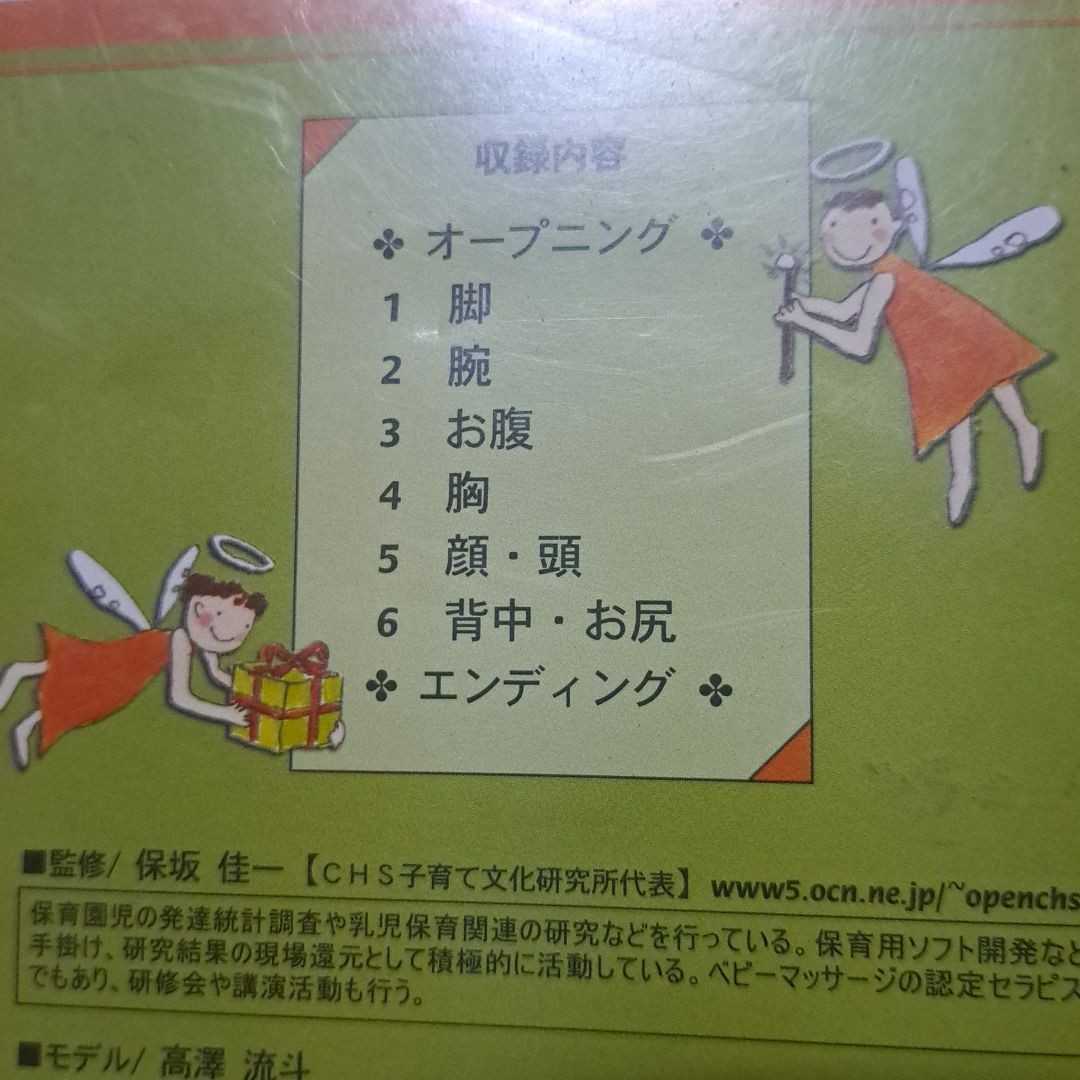 収録内容
オープニング
1 脚
2 腕
3 お腹
4 胸
5 顔・頭
6 背中・お尻
エンディング
■監修/ 保坂 佳一【CHS子育て文化研究所代表】 www5.ocn.ne.jp/~openchs
保育園児の発達統計調査や乳児保育関連の研究などを行っている。保育用ソフト開発など
手掛け、研究結果の現場還元として積極的に活動している。ベビーマッサージの認定セラピス
でもあり、研修会や講演活動も行う。
■モデル/ 高澤 流斗